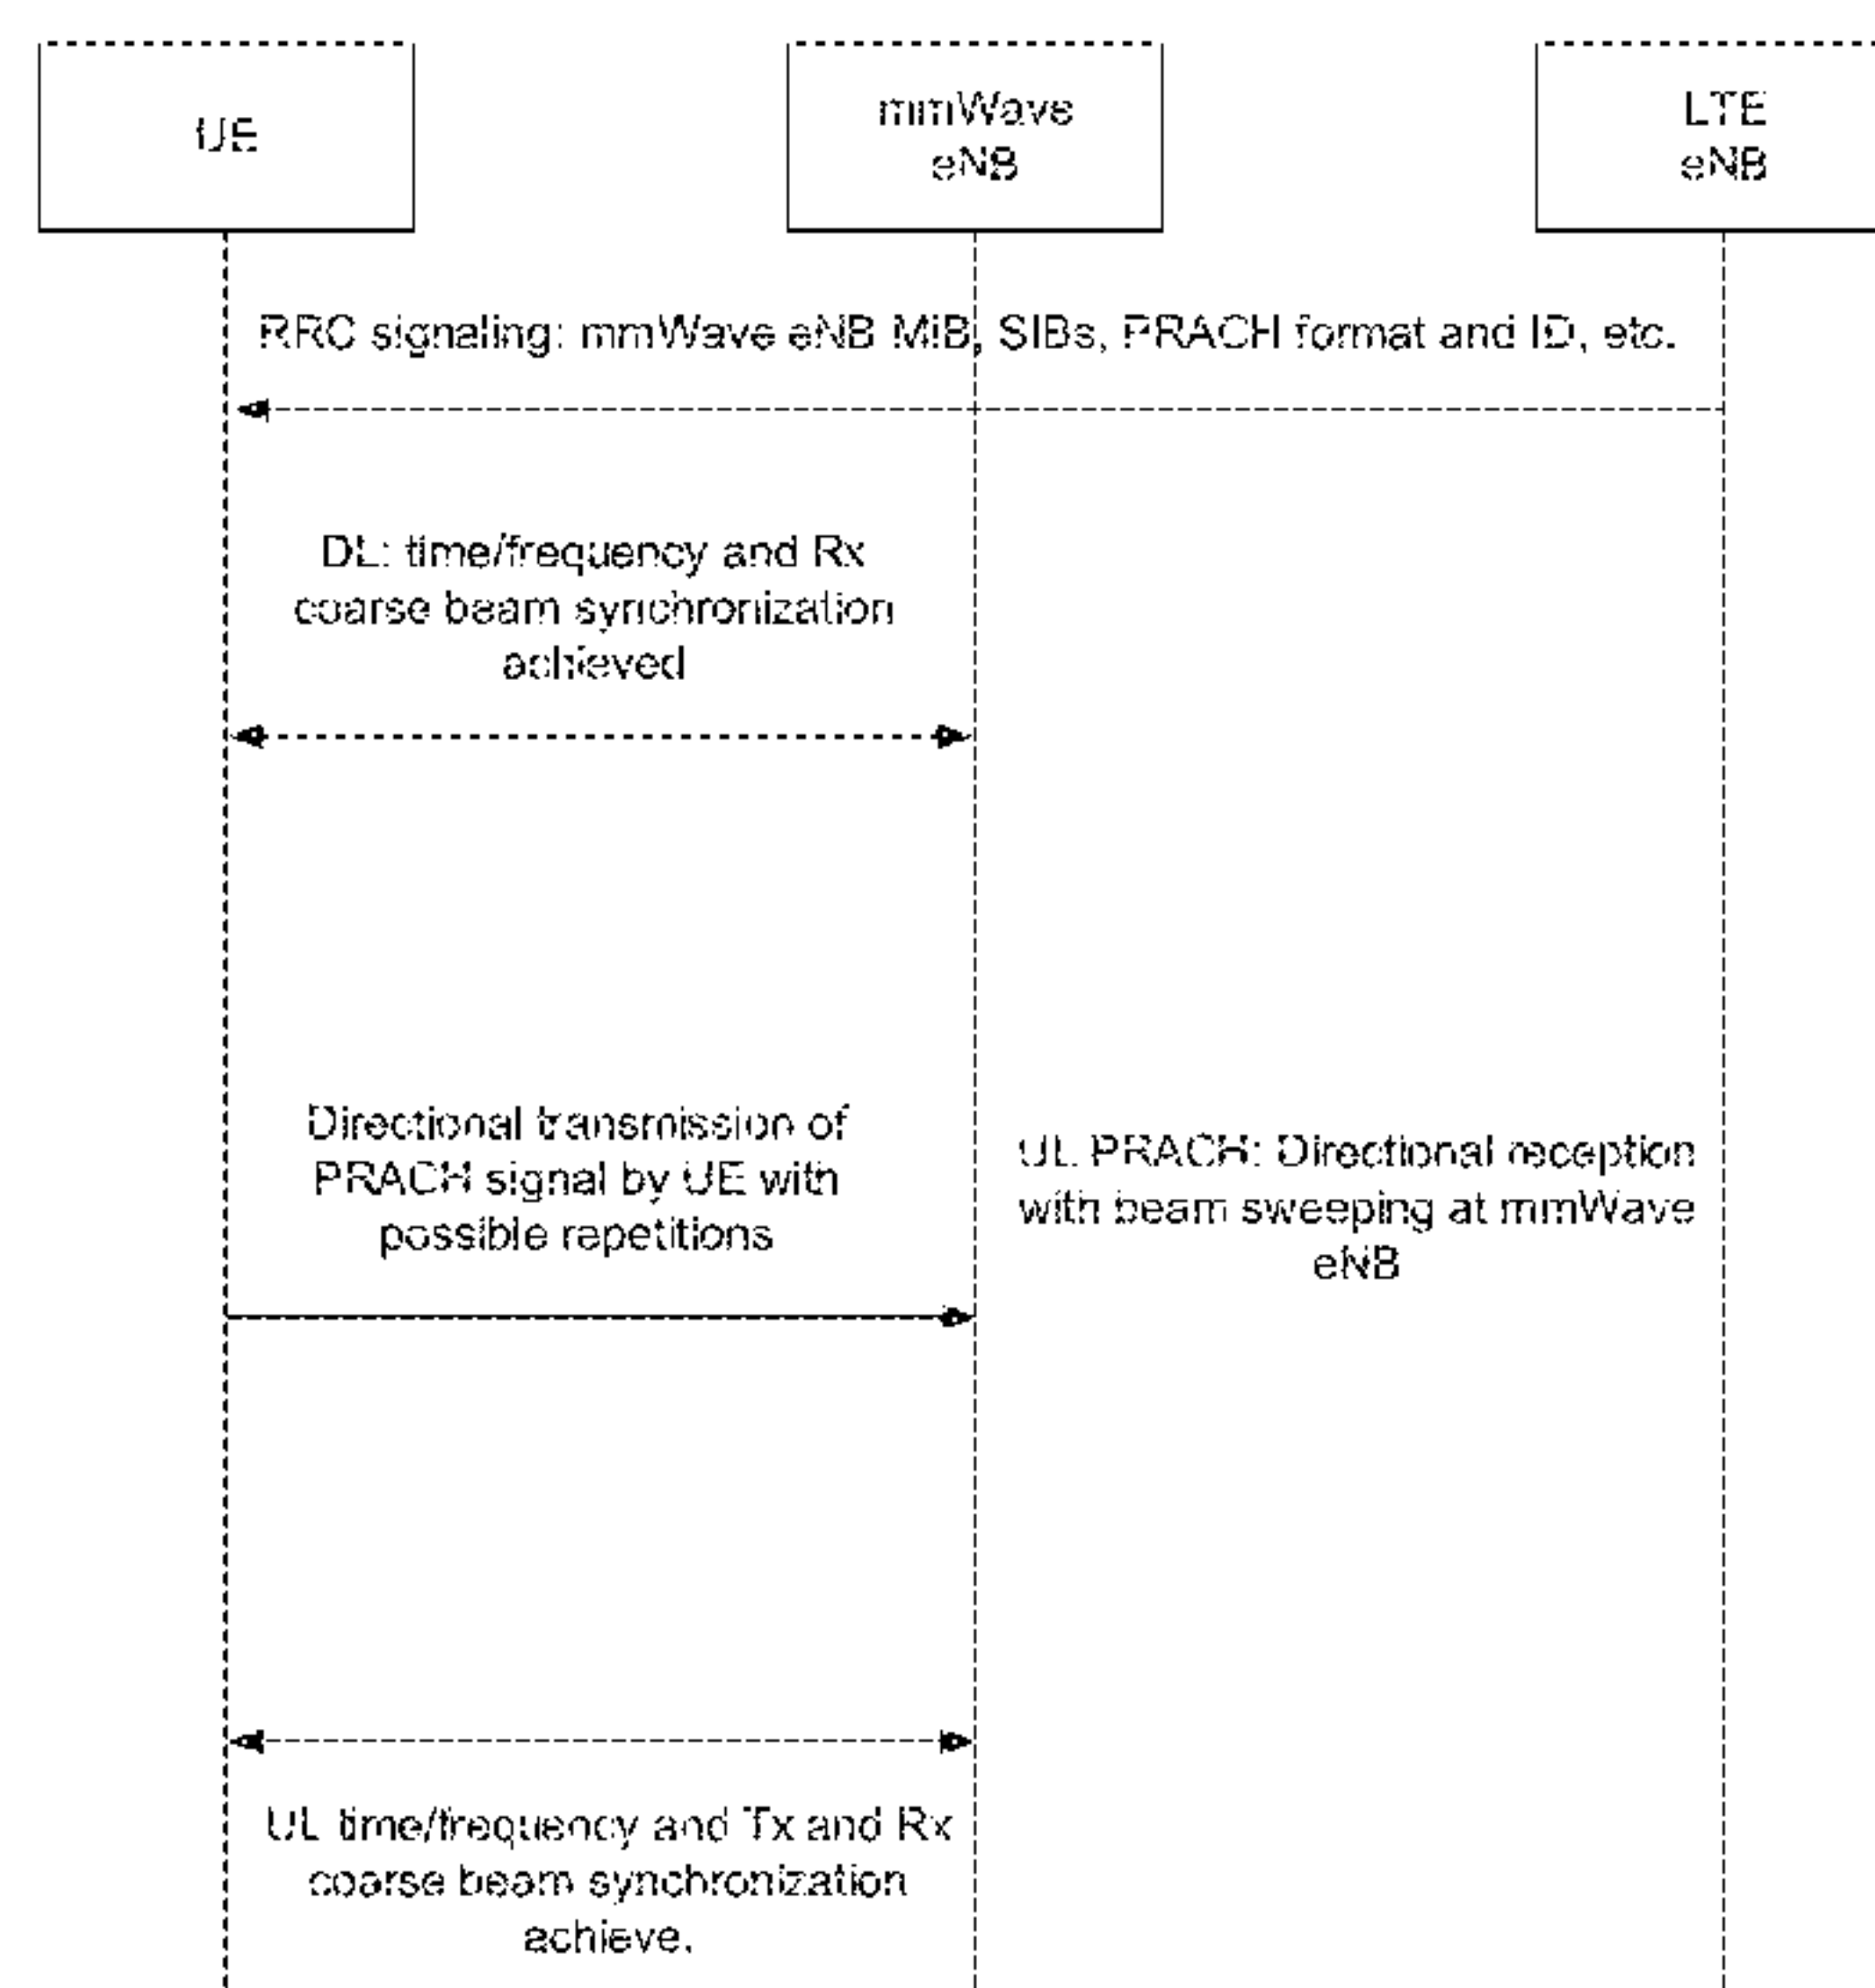 UE
mmWave
eNB
LTE
eNB
RRC signaling: mmWave eNB MIB, SIBs, PRACH format and ID, etc.
DL: time/frequency and Rx
coarse beam synchronization
achieved
Directional transmission of
PRACH signal by UE with
possible repetitions
UL PRACH: Directional reception
with beam sweeping at mmWave
eNB
UL time/frequency and Tx and Rx
coarse beam synchronization
achieve.